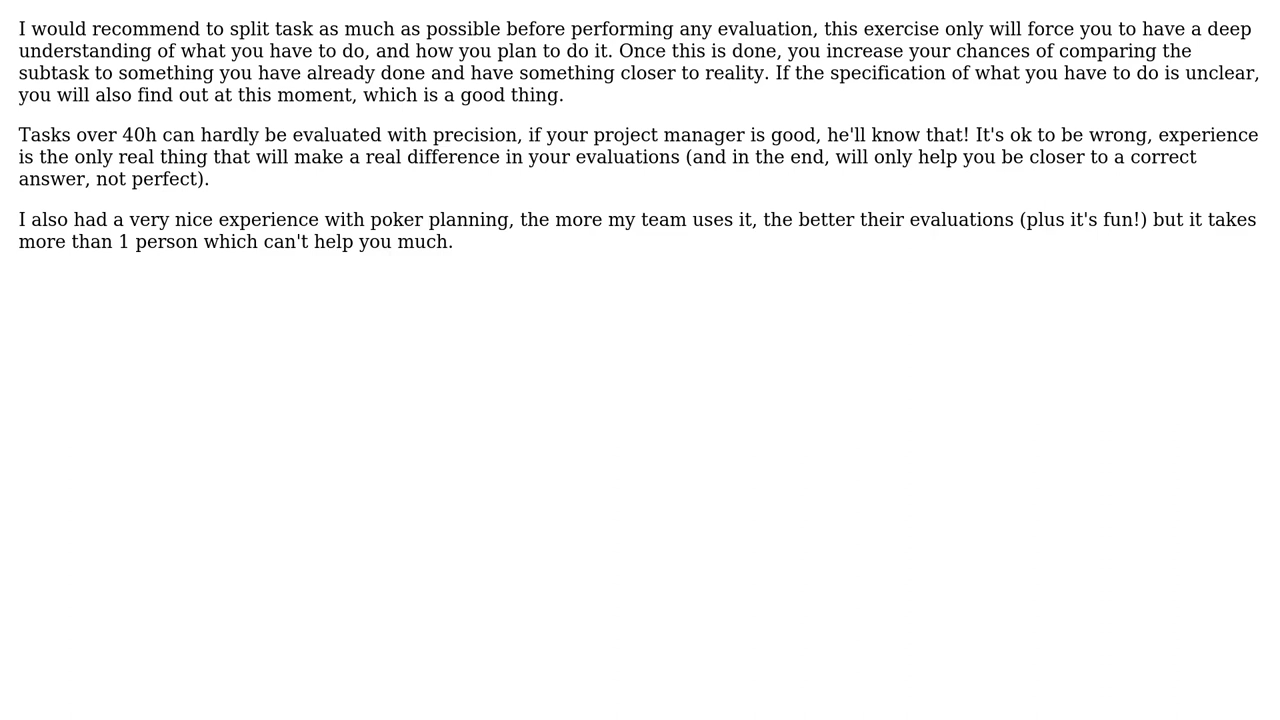 I would recommend to split task as much as possible before performing any evaluation, this exercise only will force you to have a deep
understanding of what you have to do, and how you plan to do it. Once this is done, you increase your chances of comparing the
subtask to something you have already done and have something closer to reality. If the specification of what you have to do is unclear,
you will also find out at this moment, which is a good thing.
Tasks over 40h can hardly be evaluated with precision, if your project manager is good, he'll know that! It's ok to be wrong, experience
is the only real thing that will make a real difference in your evaluations (and in the end, will only help you be closer to a correct
answer, not perfect).
I also had a very nice experience with poker planning, the more my team uses it, the better their evaluations (plus it's fun!) but it takes
more than 1 person which can't help you much.